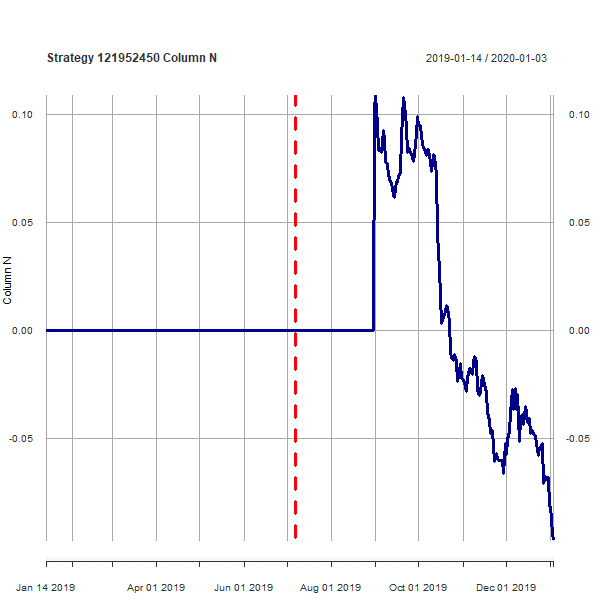 Strategy 121952450 Column N
2019-01-14 / 2020-01-03
0.10
0.10
0.05
0.05
Column N
0.00
0.00
-0.05
-0.05
Jan 14 2019
Apr 01 2019
Jun 01 2019
Aug 01 2019
Oct 01 2019
Dec 01 2019